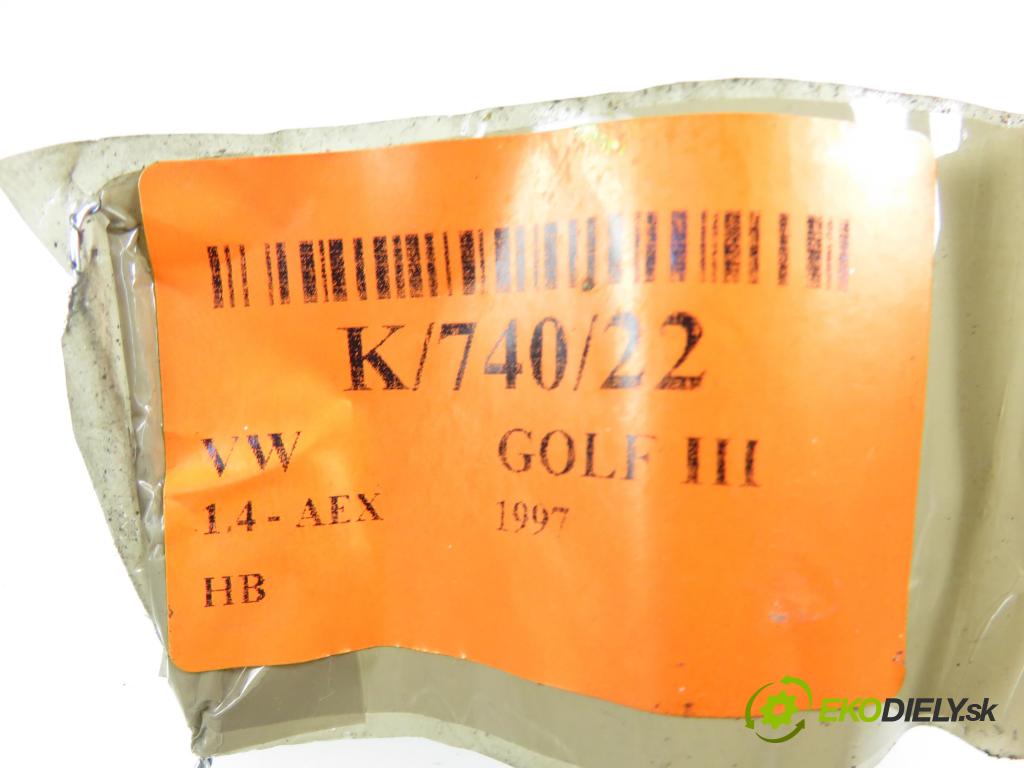 K/740/22
VW GOLF III
1.4 - AEX 1997
HB
EKODIELY.sk